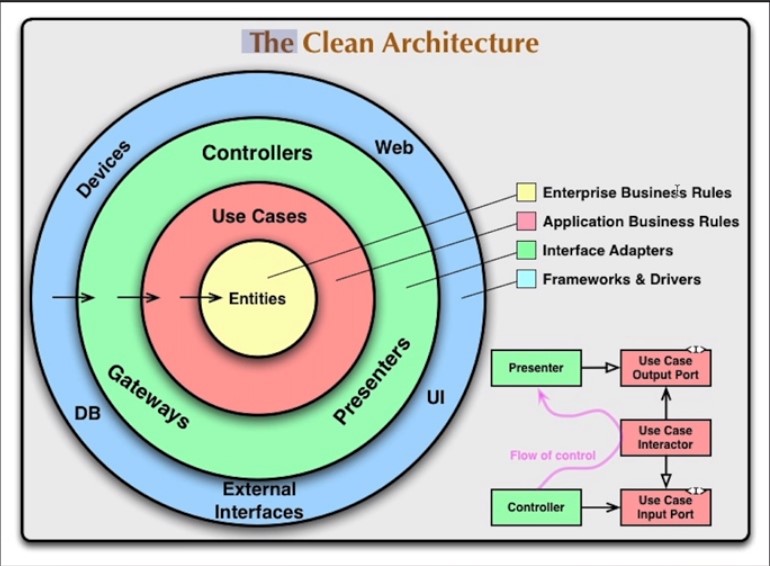 The Clean Architecture
Devices
Web
Controllers
Use Cases
Entities
Gateways
Presenters
DB
UI
External
Interfaces
Enterprise Business Rules
Application Business Rules
Interface Adapters
Frameworks & Drivers
Presenter
Use Case
Output Port
<I>
Use Case
Interactor
Flow of control
Controller
Use Case
Input Port
<I>